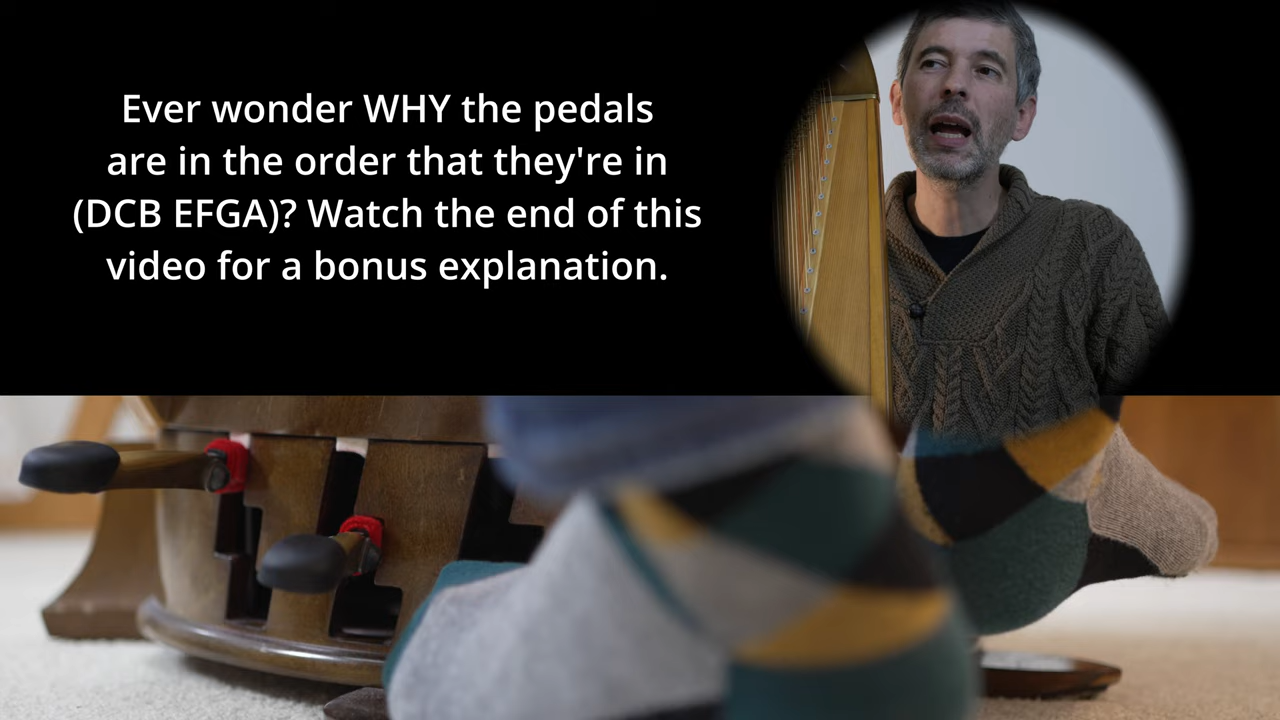 Ever wonder WHY the pedals
are in the order that they're in
(DCB EFGA)? Watch the end of this
video for a bonus explanation.